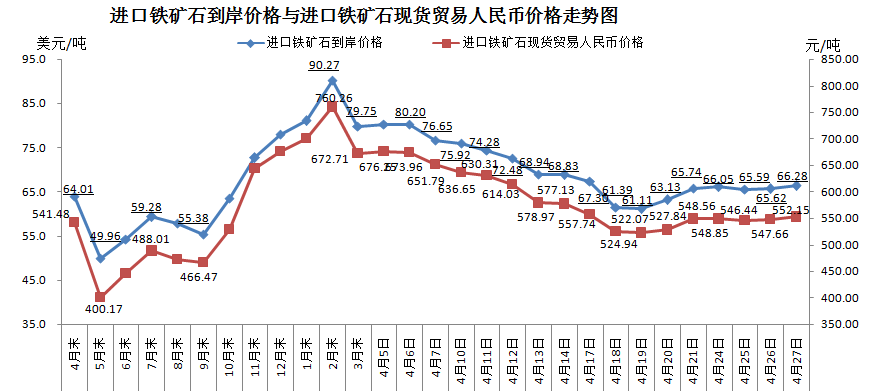 进口铁矿石到岸价格与进口铁矿石现货贸易人民币价格走势图
美元/吨
元/吨
进口铁矿石到岸价格
进口铁矿石现货贸易人民币价格
95.0
85.0
75.0
65.0
55.0
45.0
35.0
850.00
800.00
750.00
700.00
650.00
600.00
550.00
500.00
450.00
400.00
350.00
64.01
49.96
59.28
55.38
90.27
79.75
80.20
76.65
75.92
74.28
72.48
68.94
68.83
67.30
61.39
61.11
63.13
65.74
66.05
65.59
65.62
66.28
541.48
400.17
488.01
466.47
760.26
672.71
676.25
673.96
651.79
636.65
630.31
614.03
578.97
577.13
557.74
524.94
522.07
527.84
548.56
548.85
546.44
547.66
552.15
4月末
5月末
6月末
7月末
8月末
9月末
10月末
11月末
12月末
1月末
2月末
3月末
4月5日
4月6日
4月7日
4月10日
4月11日
4月12日
4月13日
4月14日
4月17日
4月18日
4月19日
4月20日
4月21日
4月24日
4月25日
4月26日
4月27日